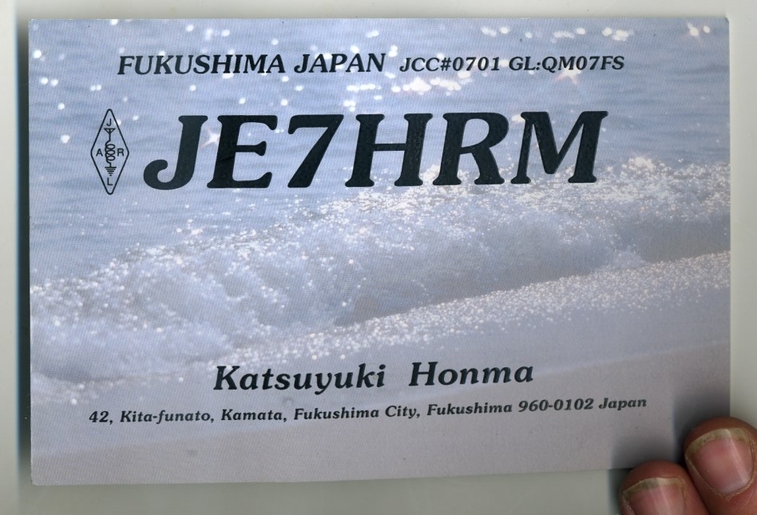 FUKUSHIMA JAPAN JCC#0701 GL:QM07FS
JE7HRM
J
A R
L
Katsuyuki Honma
42, Kita-funato, Kamata, Fukushima City, Fukushima 960-0102 Japan